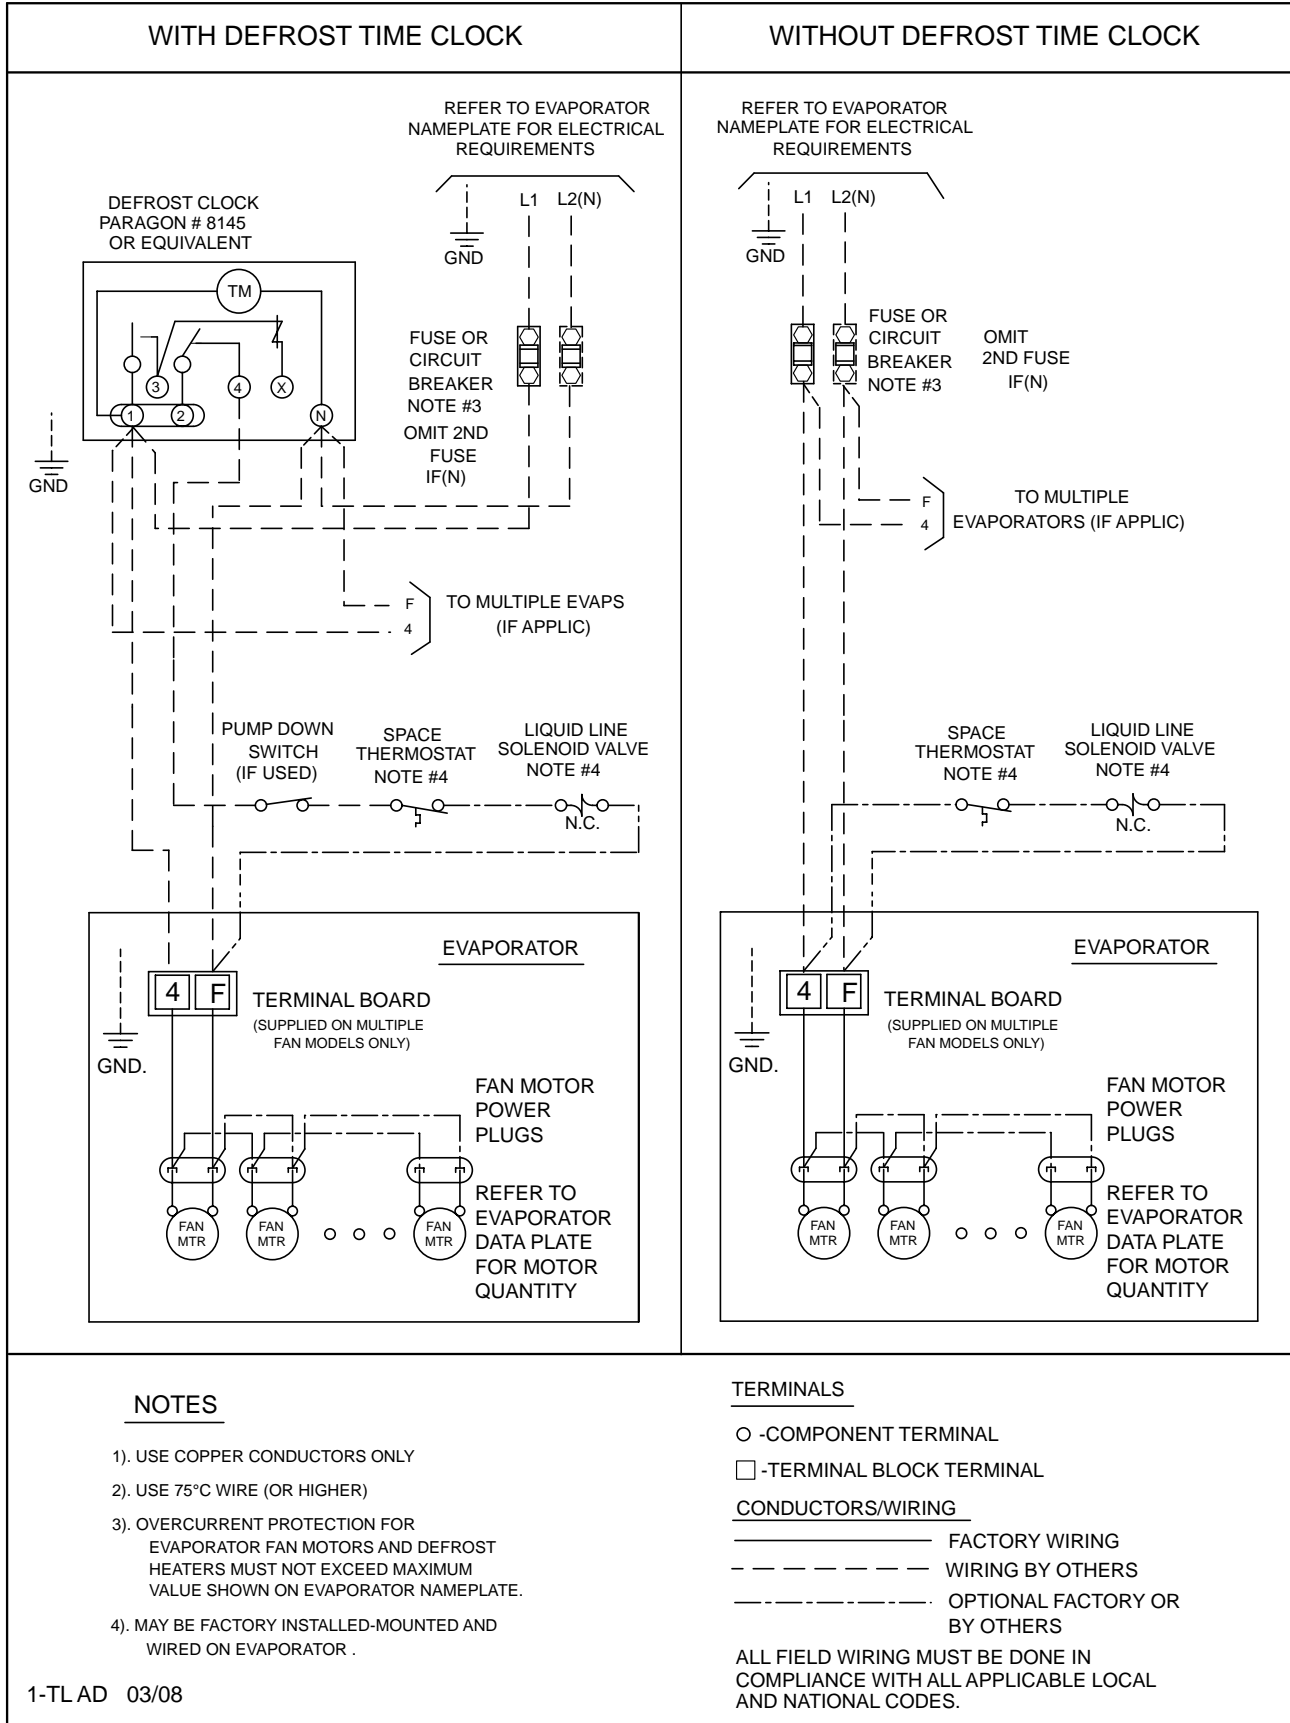 WITH DEFROST TIME CLOCK
WITHOUT DEFROST TIME CLOCK
REFER TO EVAPORATOR
NAMEPLATE FOR ELECTRICAL
REQUIREMENTS
L1 L2(N)
GND
DEFROST CLOCK
PARAGON # 8145
OR EQUIVALENT
TM
3 4 X
1 2 N
GND
FUSE OR
CIRCUIT
BREAKER
NOTE #3
OMIT 2ND
FUSE
IF(N)
F
4
TO MULTIPLE EVAPS
(IF APPLIC)
PUMP DOWN
SWITCH
(IF USED)
SPACE
THERMOSTAT
NOTE #4
LIQUID LINE
SOLENOID VALVE
NOTE #4
N.C.
EVAPORATOR
4 F
TERMINAL BOARD
(SUPPLIED ON MULTIPLE
FAN MODELS ONLY)
GND.
FAN MOTOR
POWER
PLUGS
FAN
MTR
FAN
MTR
FAN
MTR
REFER TO
EVAPORATOR
DATA PLATE
FOR MOTOR
QUANTITY
REFER TO EVAPORATOR
NAMEPLATE FOR ELECTRICAL
REQUIREMENTS
L1 L2(N)
GND
FUSE OR
CIRCUIT
BREAKER
NOTE #3
OMIT
2ND FUSE
IF(N)
F
4
TO MULTIPLE
EVAPORATORS (IF APPLIC)
SPACE
THERMOSTAT
NOTE #4
LIQUID LINE
SOLENOID VALVE
NOTE #4
N.C.
EVAPORATOR
4 F
TERMINAL BOARD
(SUPPLIED ON MULTIPLE
FAN MODELS ONLY)
GND.
FAN MOTOR
POWER
PLUGS
FAN
MTR
FAN
MTR
FAN
MTR
REFER TO
EVAPORATOR
DATA PLATE
FOR MOTOR
QUANTITY
NOTES
1). USE COPPER CONDUCTORS ONLY
2). USE 75°C WIRE (OR HIGHER)
3). OVERCURRENT PROTECTION FOR
EVAPORATOR FAN MOTORS AND DEFROST
HEATERS MUST NOT EXCEED MAXIMUM
VALUE SHOWN ON EVAPORATOR NAMEPLATE.
4). MAY BE FACTORY INSTALLED-MOUNTED AND
WIRED ON EVAPORATOR .
1-TL AD 03/08
TERMINALS
-COMPONENT TERMINAL
-TERMINAL BLOCK TERMINAL
CONDUCTORS/WIRING
FACTORY WIRING
WIRING BY OTHERS
OPTIONAL FACTORY OR
BY OTHERS
ALL FIELD WIRING MUST BE DONE IN
COMPLIANCE WITH ALL APPLICABLE LOCAL
AND NATIONAL CODES.